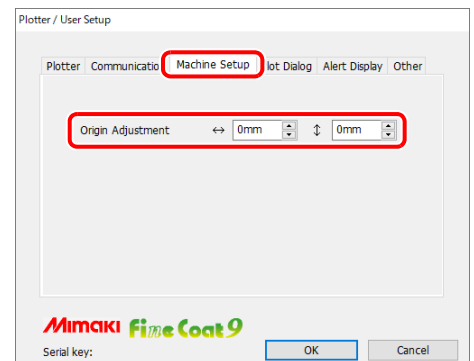 Plotter / User Setup
Plotter Communicatio Machine Setup lot Dialog Alert Display Other
Origin Adjustment ↔ 0mm ↕ 0mm
Mimaki Fine Coat 9
Serial key: OK Cancel